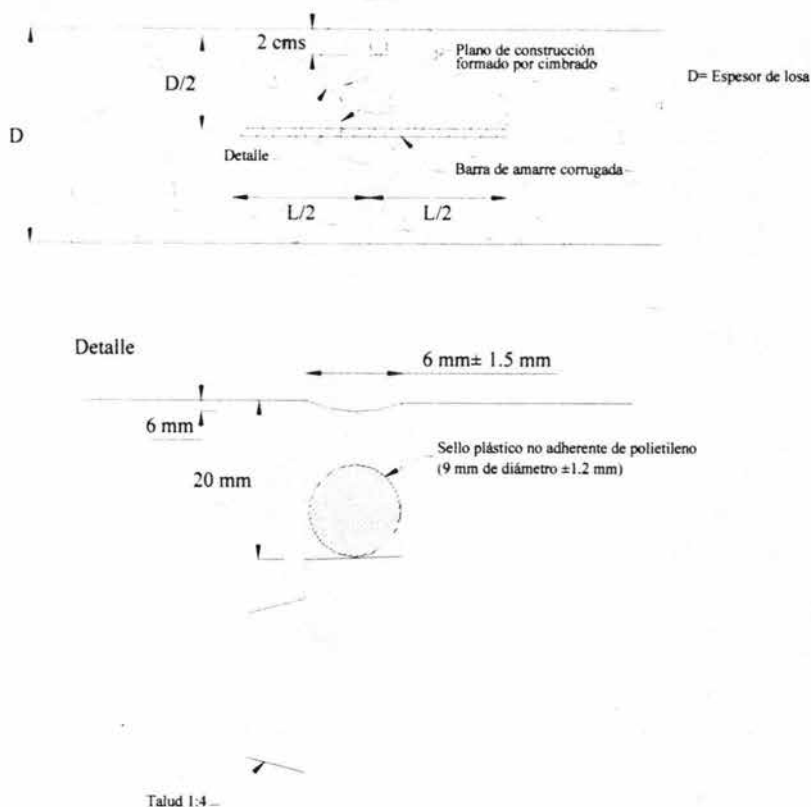 2 cms
Plano de construcción
formado por cimbrado
D= Espesor de losa
D/2
D
Detalle
Barra de amarre corrugada
L/2
L/2
Detalle
6 mm± 1.5 mm
6 mm
Sello plástico no adherente de polietileno
(9 mm de diámetro ±1.2 mm)
20 mm
Talud 1:4